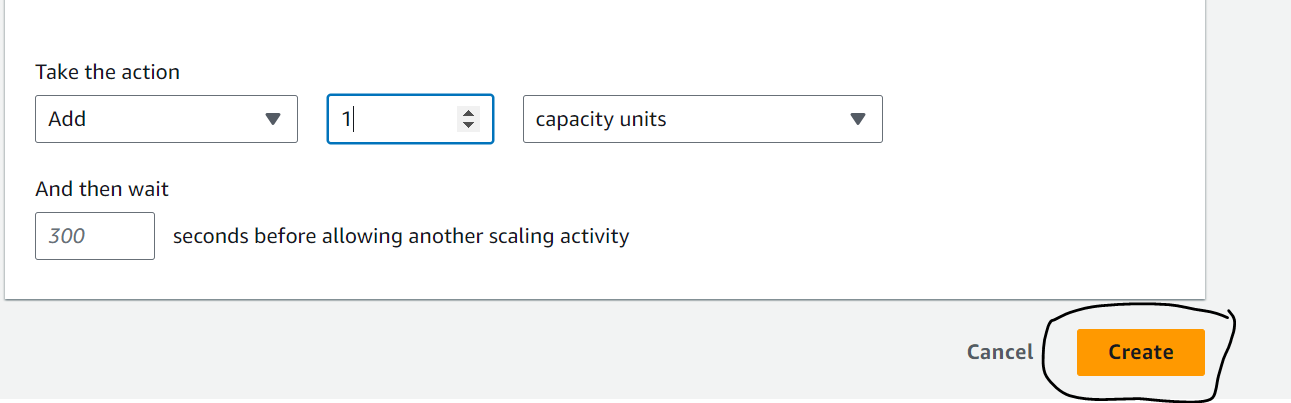 Take the action
Add 1 capacity units
And then wait
300 seconds before allowing another scaling activity
Cancel Create